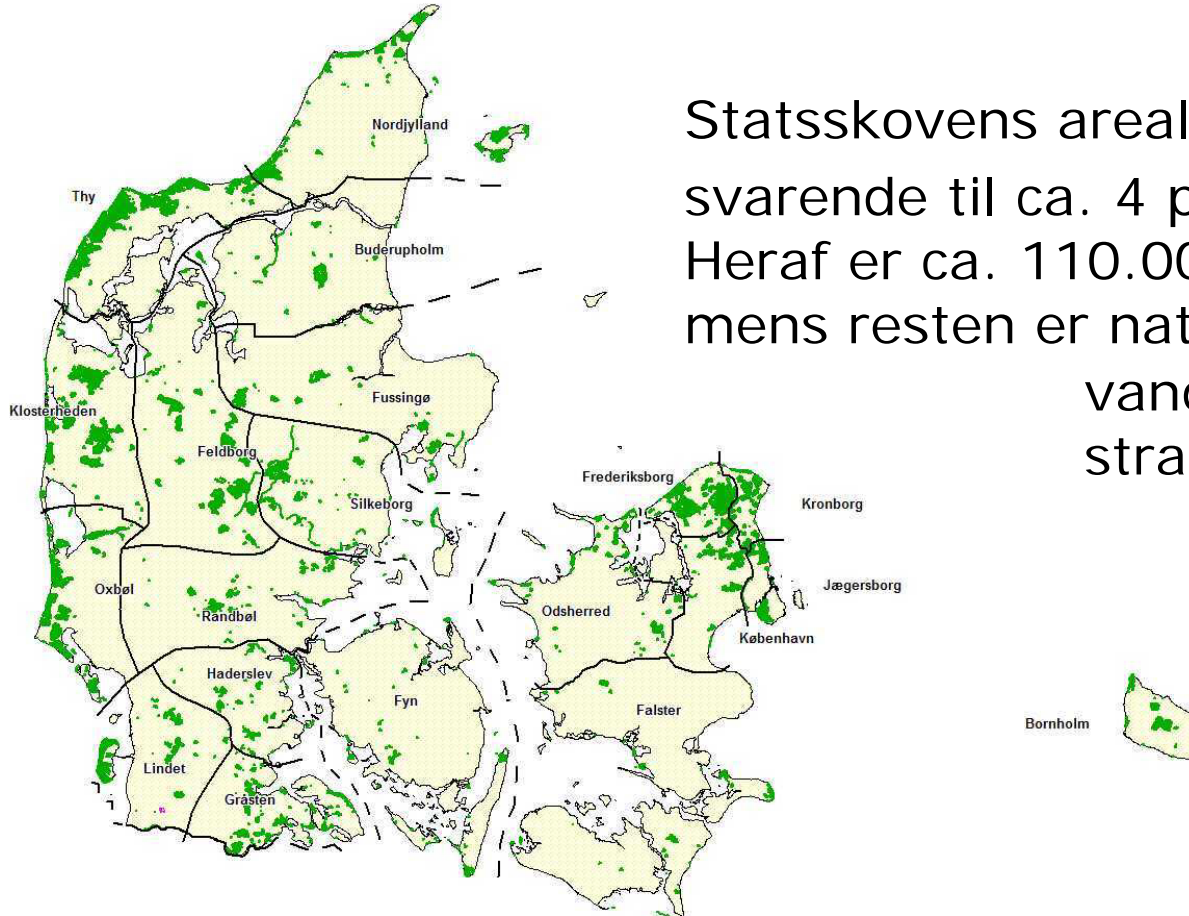 Statsskovens areal
svarende til ca. 4 p
Heraf er ca. 110.00
mens resten er nat
vand
stra
Nordjylland
Thy
Buderupholm
Klosterheden
Fussingø
Feldborg
Silkeborg
Frederiksborg
Kronborg
Oxbøl
Randbøl
Odsherred
Jægersborg
København
Haderslev
Fyn
Falster
Bornholm
Lindet
Gråsten